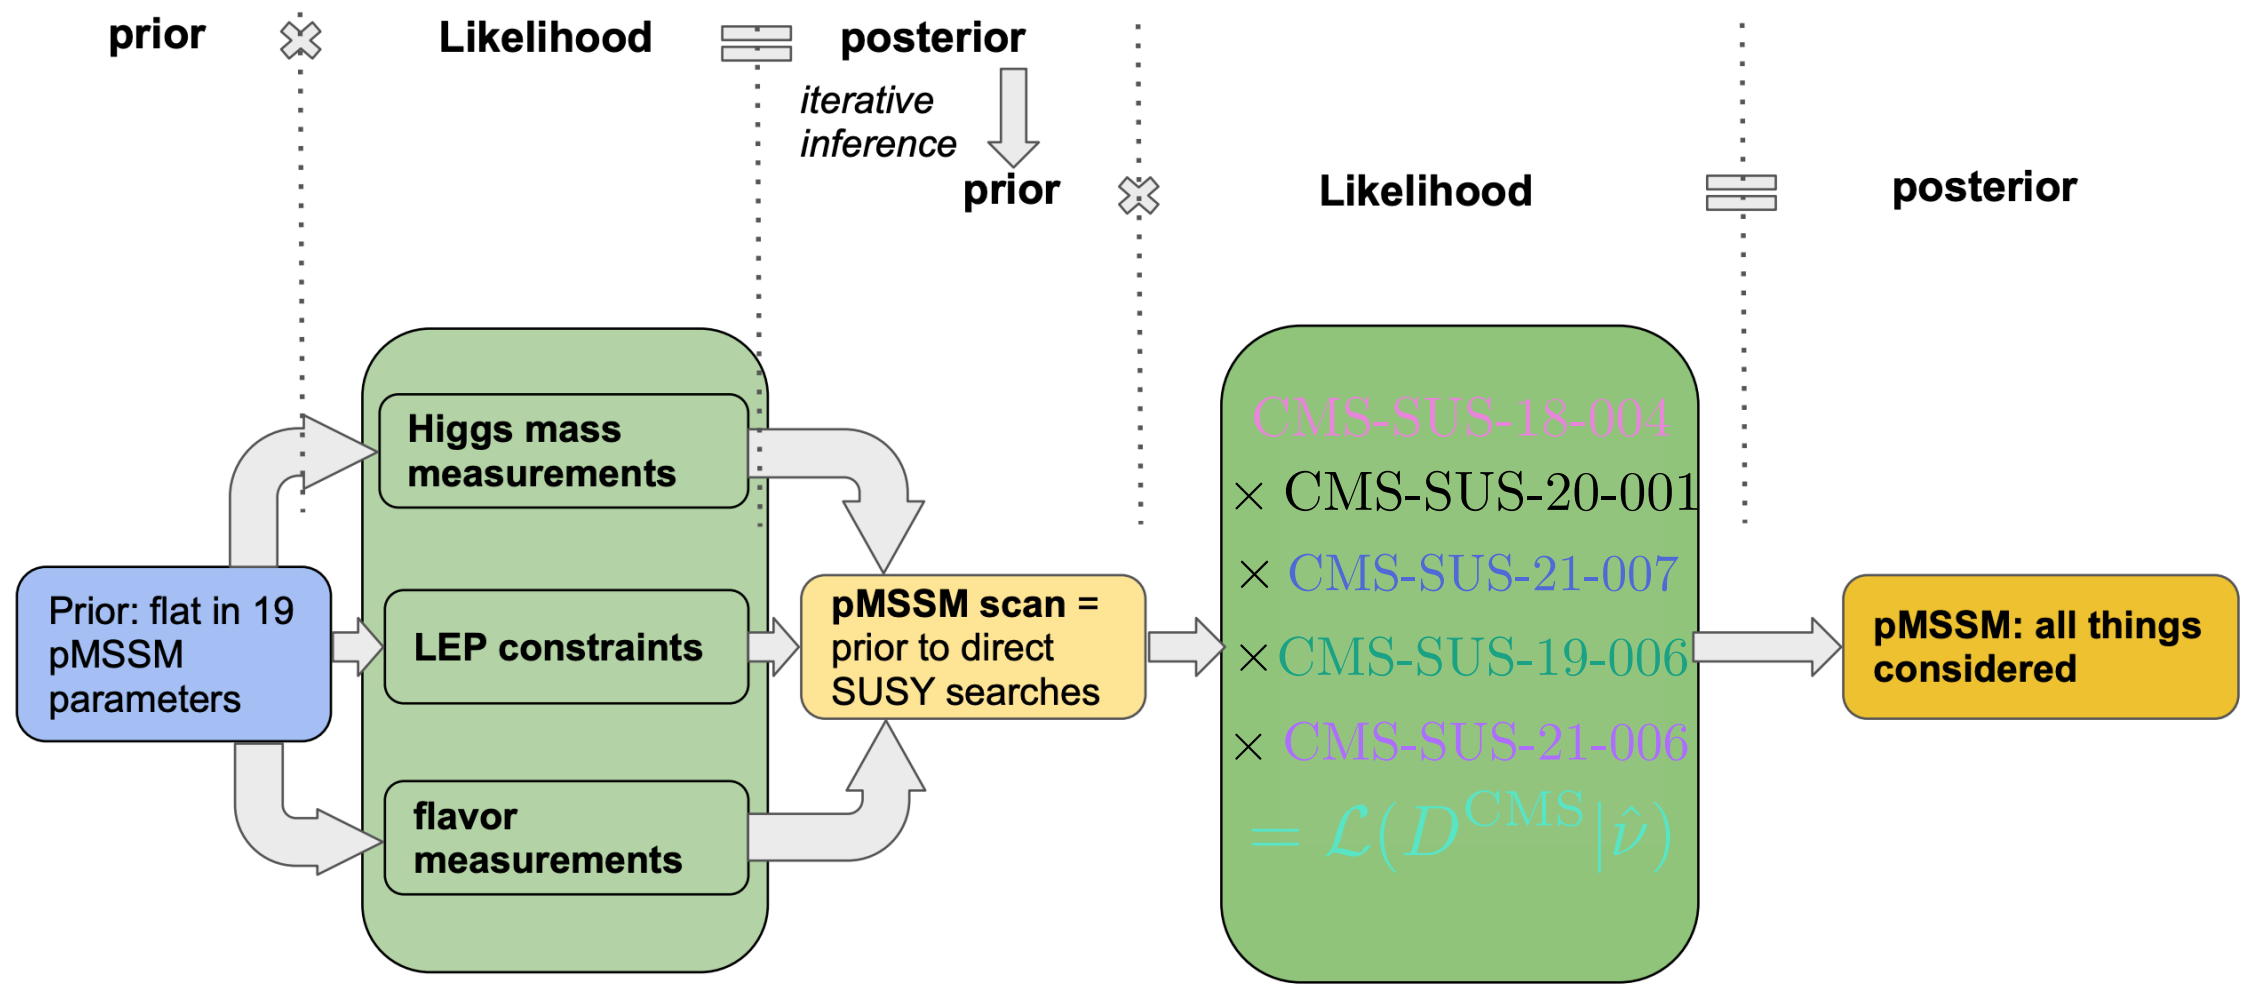 prior
Likelihood
posterior
iterative
inference
prior
Likelihood
posterior
Prior: flat in 19
pMSSM
parameters
Higgs mass
measurements
LEP constraints
flavor
measurements
pMSSM scan =
prior to direct
SUSY searches
CMS-SUS-18-004
× CMS-SUS-20-001
× CMS-SUS-21-007
× CMS-SUS-19-006
× CMS-SUS-21-006
= ℒ(D^CMS|ν̂)
pMSSM: all things
considered